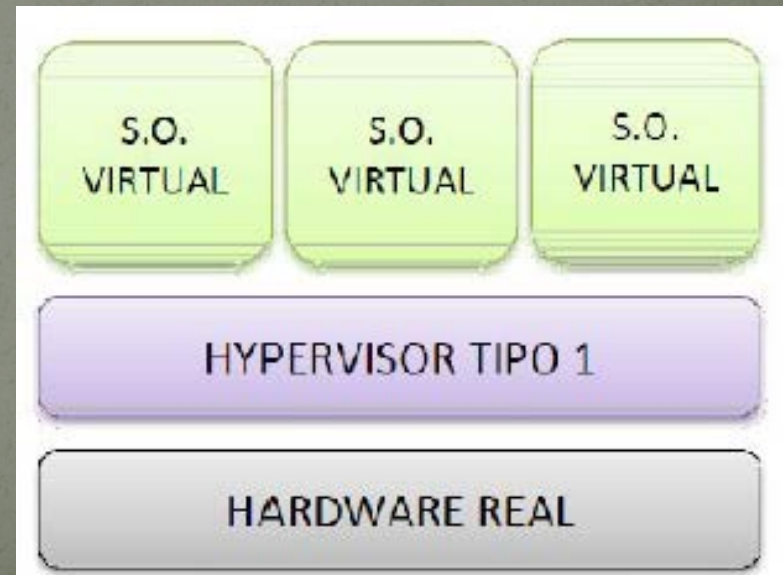 S.O.
VIRTUAL
S.O.
VIRTUAL
S.O.
VIRTUAL
HYPERVISOR TIPO 1
HARDWARE REAL